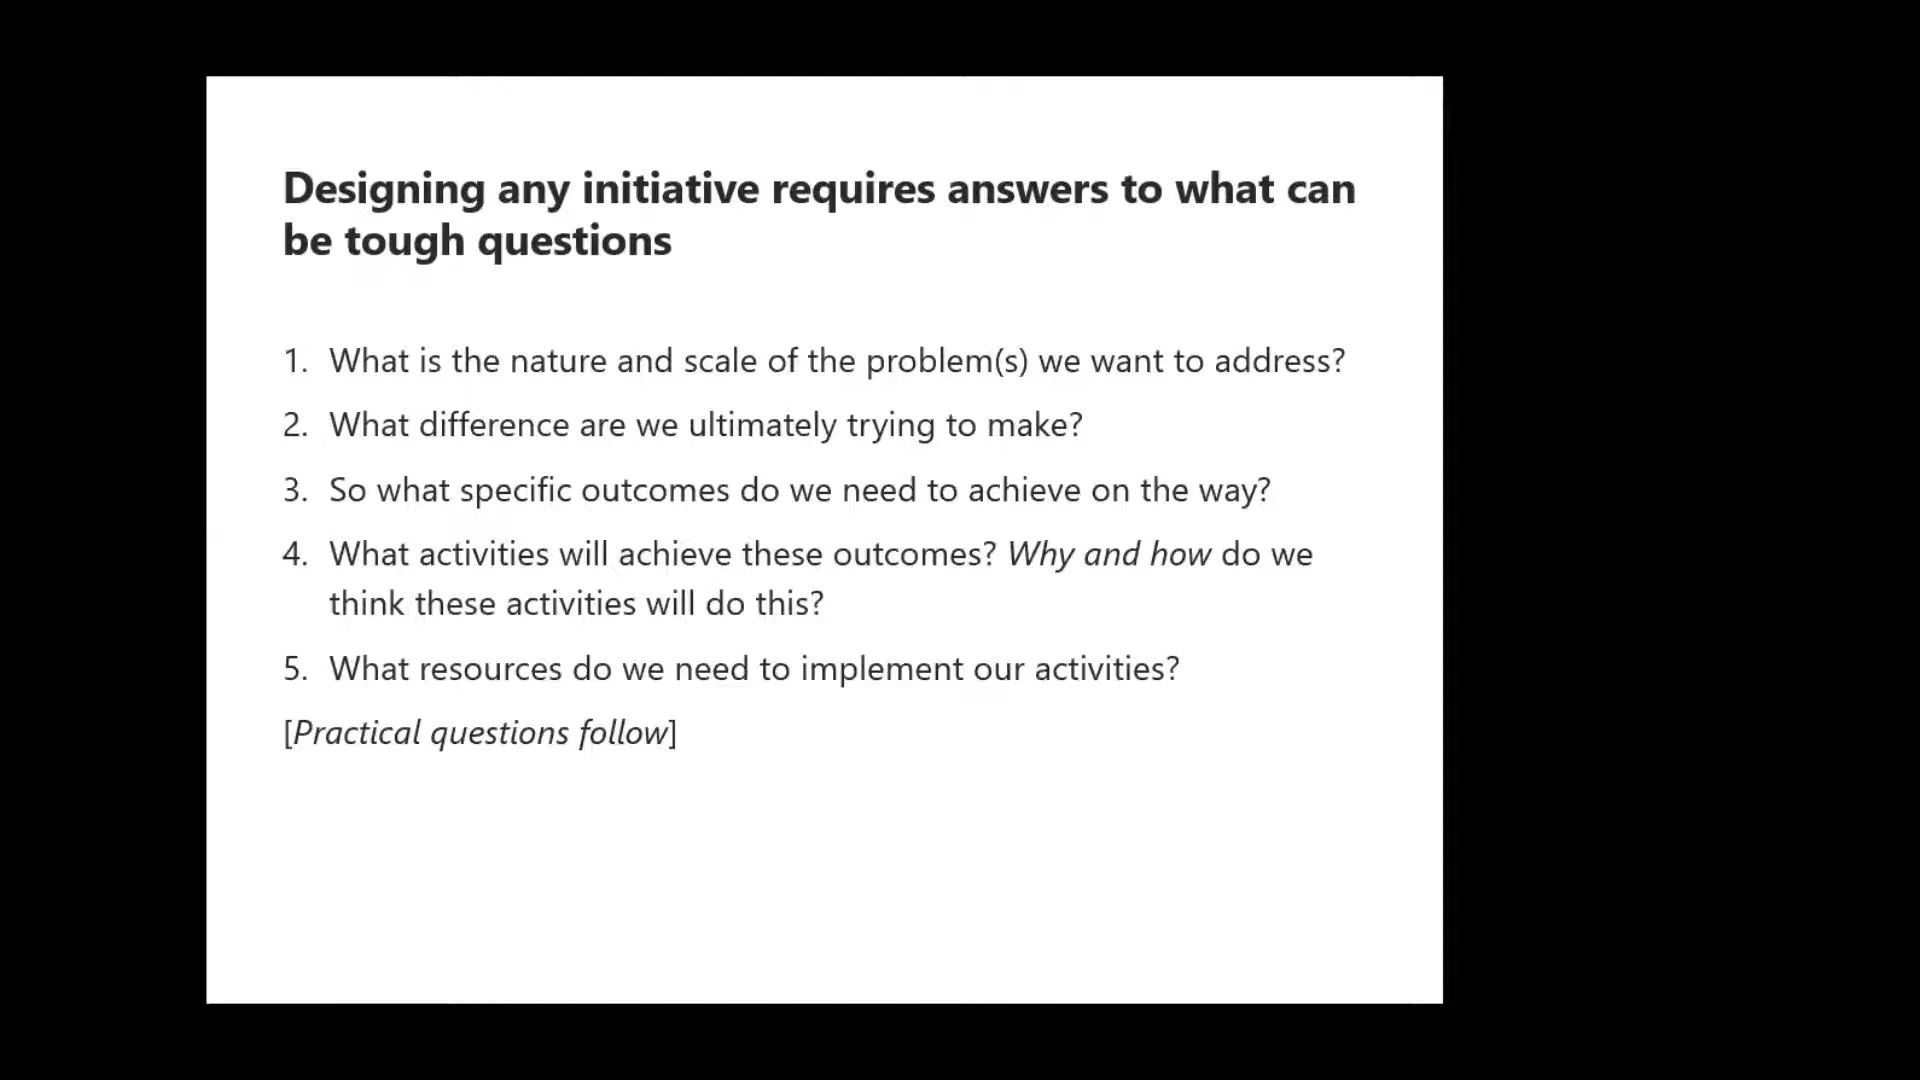 Designing any initiative requires answers to what can
be tough questions
1. What is the nature and scale of the problem(s) we want to address?
2. What difference are we ultimately trying to make?
3. So what specific outcomes do we need to achieve on the way?
4. What activities will achieve these outcomes? Why and how do we
think these activities will do this?
5. What resources do we need to implement our activities?
[Practical questions follow]